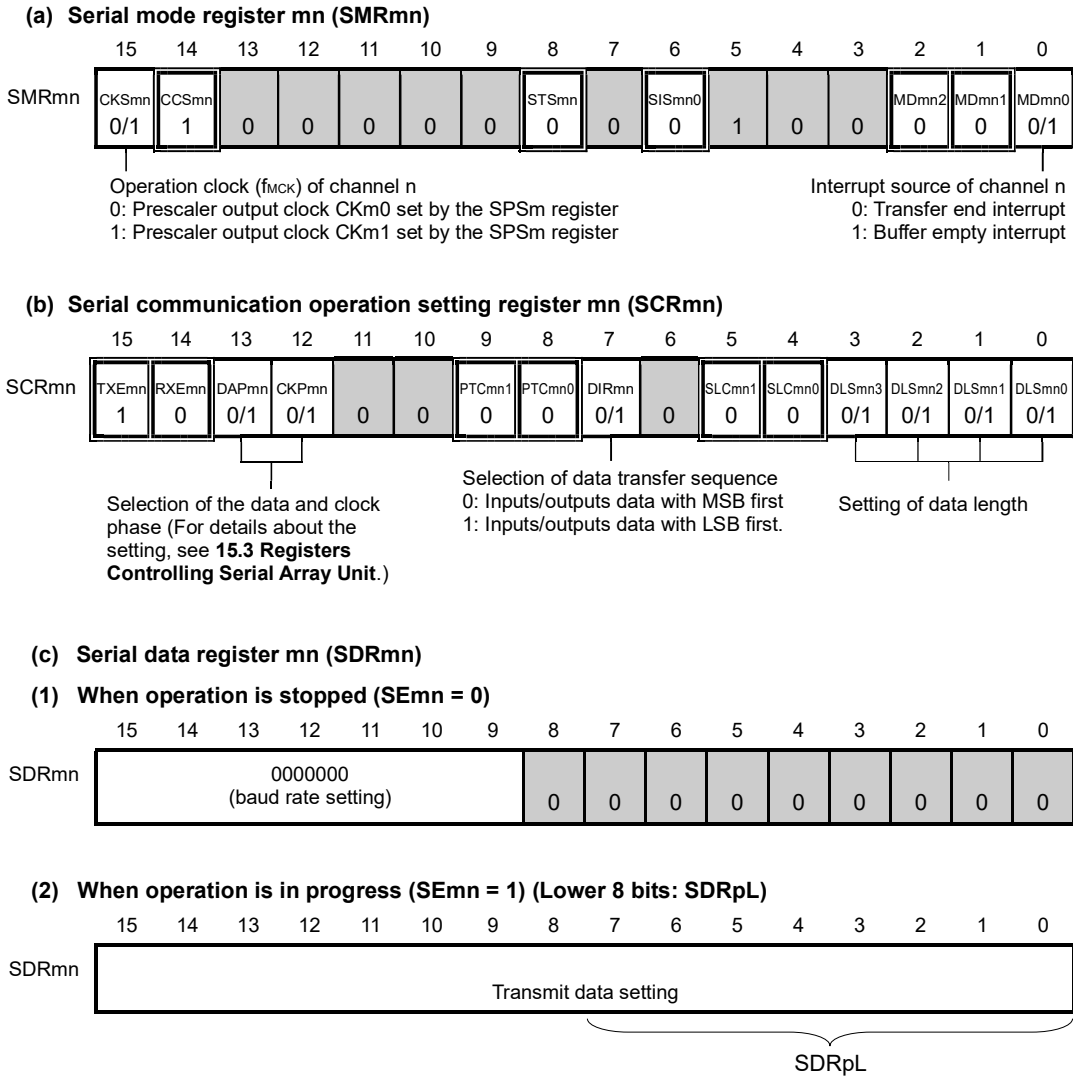 (a) Serial mode register mn (SMRmn)
15 14 13 12 11 10 9 8 7 6 5 4 3 2 1 0
SMRmn
CKSmn CCSmn STSmn SISmn0 MDmn2 MDmn1 MDmn0
0/1 1 0 0 0 0 0 0 0 0 1 0 0 0 0 0/1
Operation clock (fMCK) of channel n
0: Prescaler output clock CKm0 set by the SPSm register
1: Prescaler output clock CKm1 set by the SPSm register
Interrupt source of channel n
0: Transfer end interrupt
1: Buffer empty interrupt
(b) Serial communication operation setting register mn (SCRmn)
15 14 13 12 11 10 9 8 7 6 5 4 3 2 1 0
SCRmn
TXEmn RXEmn DAPmn CKPmn PTCmn1 PTCmn0 DIRmn SLCmn1 SLCmn0 DLSmn3 DLSmn2 DLSmn1 DLSmn0
1 0 0/1 0/1 0 0 0 0 0/1 0 0 0 0/1 0/1 0/1 0/1
Selection of the data and clock
phase (For details about the
setting, see 15.3 Registers
Controlling Serial Array Unit.)
Selection of data transfer sequence
0: Inputs/outputs data with MSB first
1: Inputs/outputs data with LSB first.
Setting of data length
(c) Serial data register mn (SDRmn)
(1) When operation is stopped (SEmn = 0)
15 14 13 12 11 10 9 8 7 6 5 4 3 2 1 0
SDRmn
0000000
(baud rate setting)
0 0 0 0 0 0 0 0 0
(2) When operation is in progress (SEmn = 1) (Lower 8 bits: SDRpL)
15 14 13 12 11 10 9 8 7 6 5 4 3 2 1 0
SDRmn
Transmit data setting
SDRpL